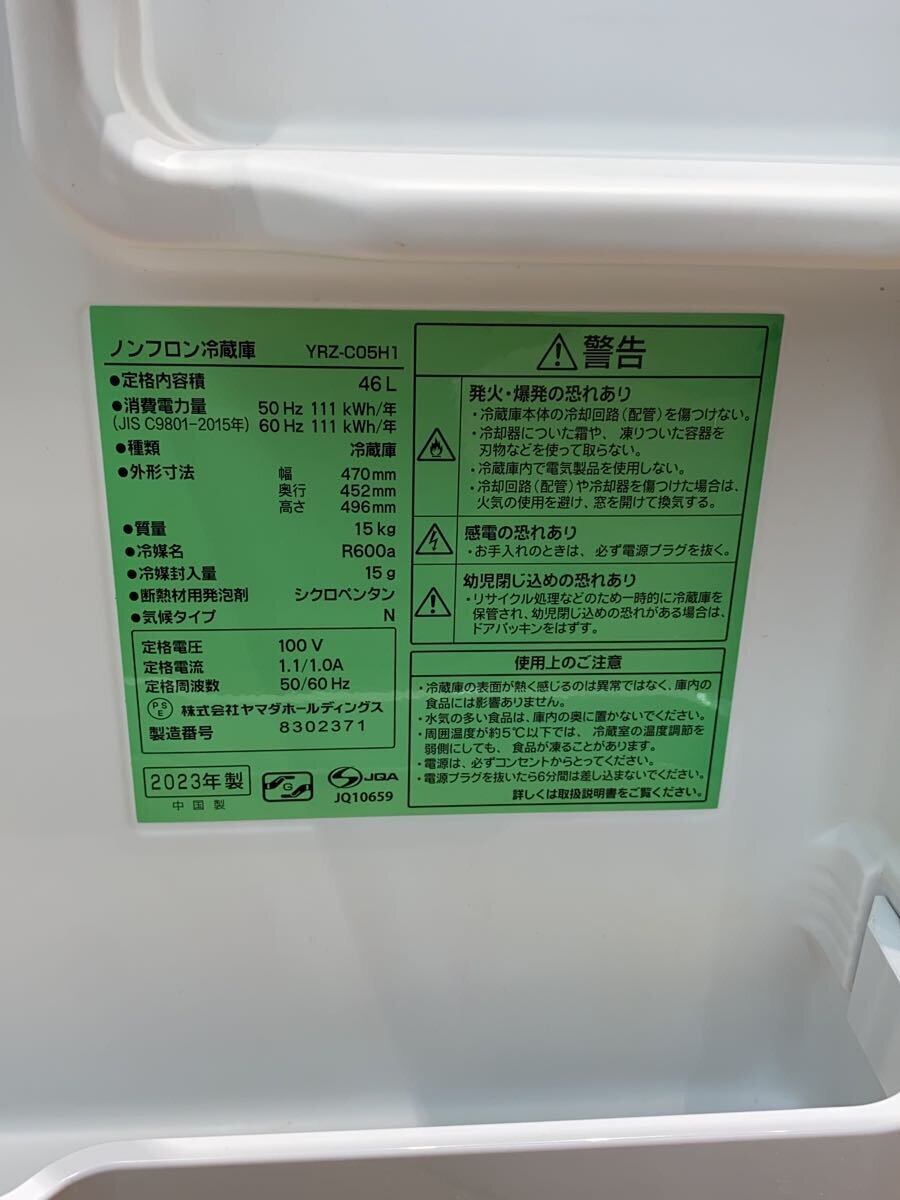 ノンフロン冷蔵庫 YRZ-C05H1
●定格内容積 46 L
●消費電力量 50 Hz 111 kWh/年
(JIS C9801-2015年) 60 Hz 111 kWh/年
●種類 冷蔵庫
●外形寸法 幅 470mm
奥行 452mm
高さ 496mm
●質量 15 kg
●冷媒名 R600a
●冷媒封入量 15 g
●断熱材用発泡剤 シクロペンタン
●気候タイプ N
定格電圧 100 V
定格電流 1.1/1.0A
定格周波数 50/60 Hz
PSE 株式会社ヤマダホールディングス
製造番号 8302371
2023年製
中国製
G
JQA
JQ10659
警告
発火・爆発の恐れあり
・冷蔵庫本体の冷却回路(配管)を傷つけない。
・冷却器についた霜や、凍りついた容器を
刃物などを使って取らない。
・冷蔵庫内で電気製品を使用しない。
・冷却回路(配管)や冷却器を傷つけた場合は、
火気の使用を避け、窓を開けて換気する。
感電の恐れあり
・お手入れのときは、必ず電源プラグを抜く。
幼児閉じ込めの恐れあり
・リサイクル処理などのため一時的に冷蔵庫を
保管され、幼児閉じ込めの恐れがある場合は、
ドアパッキンをはずす。
使用上のご注意
・冷蔵庫の表面が熱く感じるのは異常ではなく、庫内の
食品には影響ありません。
・水気の多い食品は、庫内の奥に置かないでください。
・周囲温度が約5℃以下では、冷蔵室の温度調節を
弱側にしても、食品が凍ることがあります。
・電源は、必ずコンセントからとってください。
・電源プラグを抜いたら6分間は差し込まないでください。
詳しくは取扱説明書をご覧ください。